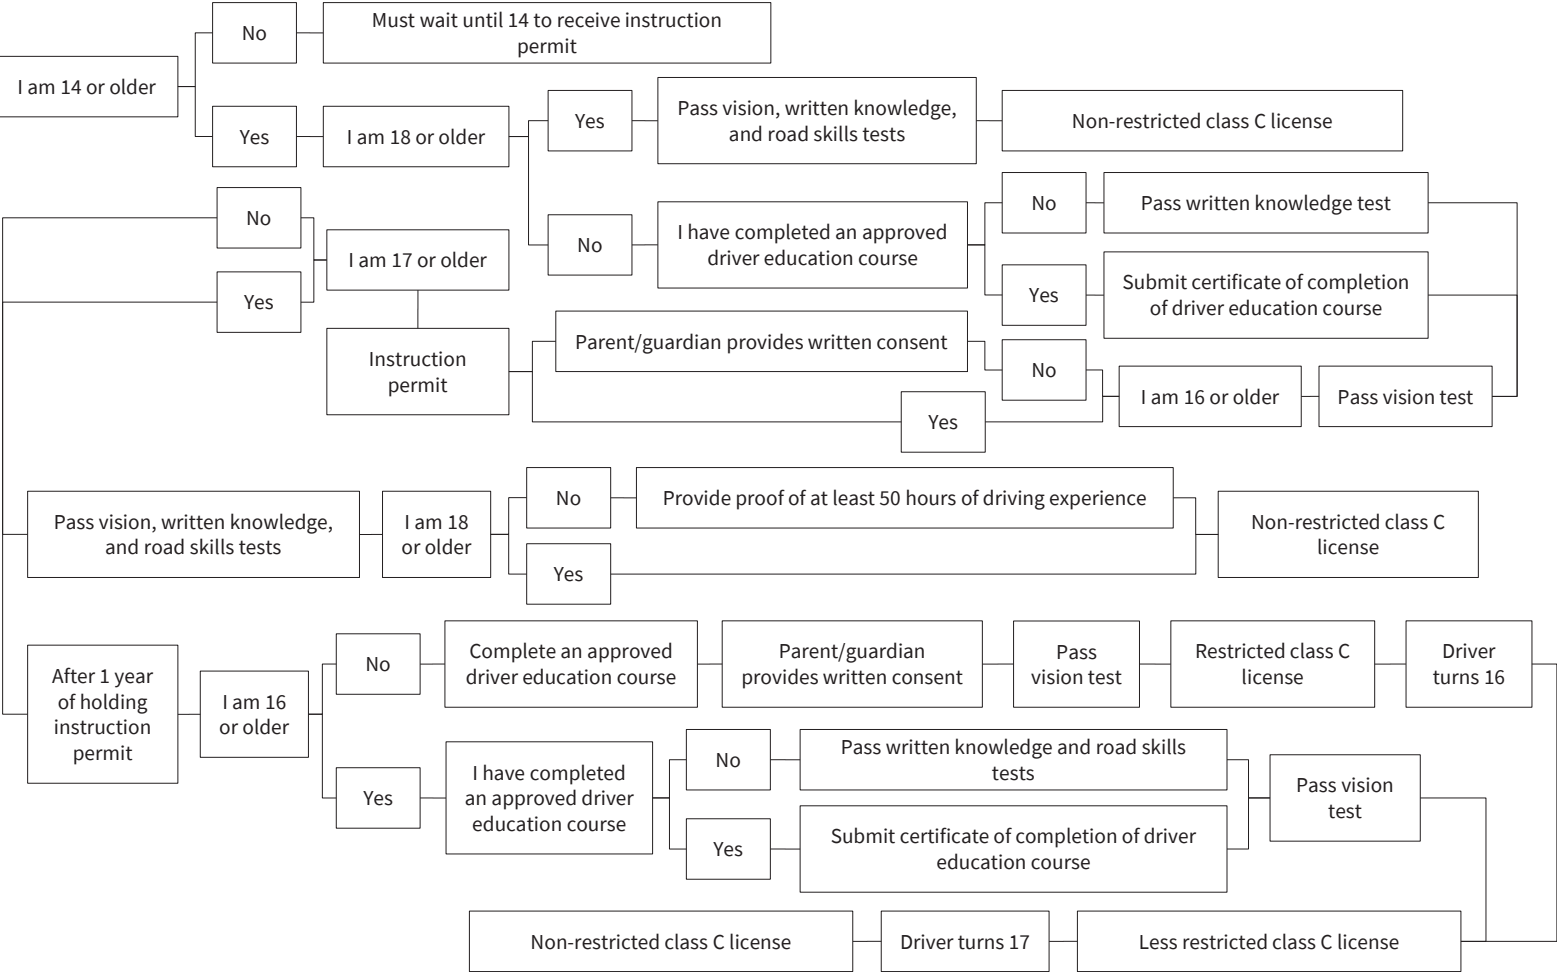 No
Must wait until 14 to receive instruction
permit
I am 14 or older
Yes
I am 18 or older
Yes
Pass vision, written knowledge,
and road skills tests
Non-restricted class C license
No
I have completed an approved
driver education course
No
Pass written knowledge test
Yes
Submit certificate of completion
of driver education course
No
I am 17 or older
Yes
Instruction
permit
Parent/guardian provides written consent
No
Yes
I am 16 or older
Pass vision test
Pass vision, written knowledge,
and road skills tests
I am 18
or older
No
Provide proof of at least 50 hours of driving experience
Yes
Non-restricted class C
license
After 1 year
of holding
instruction
permit
I am 16
or older
No
Complete an approved
driver education course
Parent/guardian
provides written consent
Pass
vision test
Restricted class C
license
Driver
turns 16
Yes
I have completed
an approved driver
education course
No
Pass written knowledge and road skills
tests
Yes
Submit certificate of completion of driver
education course
Pass vision
test
Non-restricted class C license
Driver turns 17
Less restricted class C license